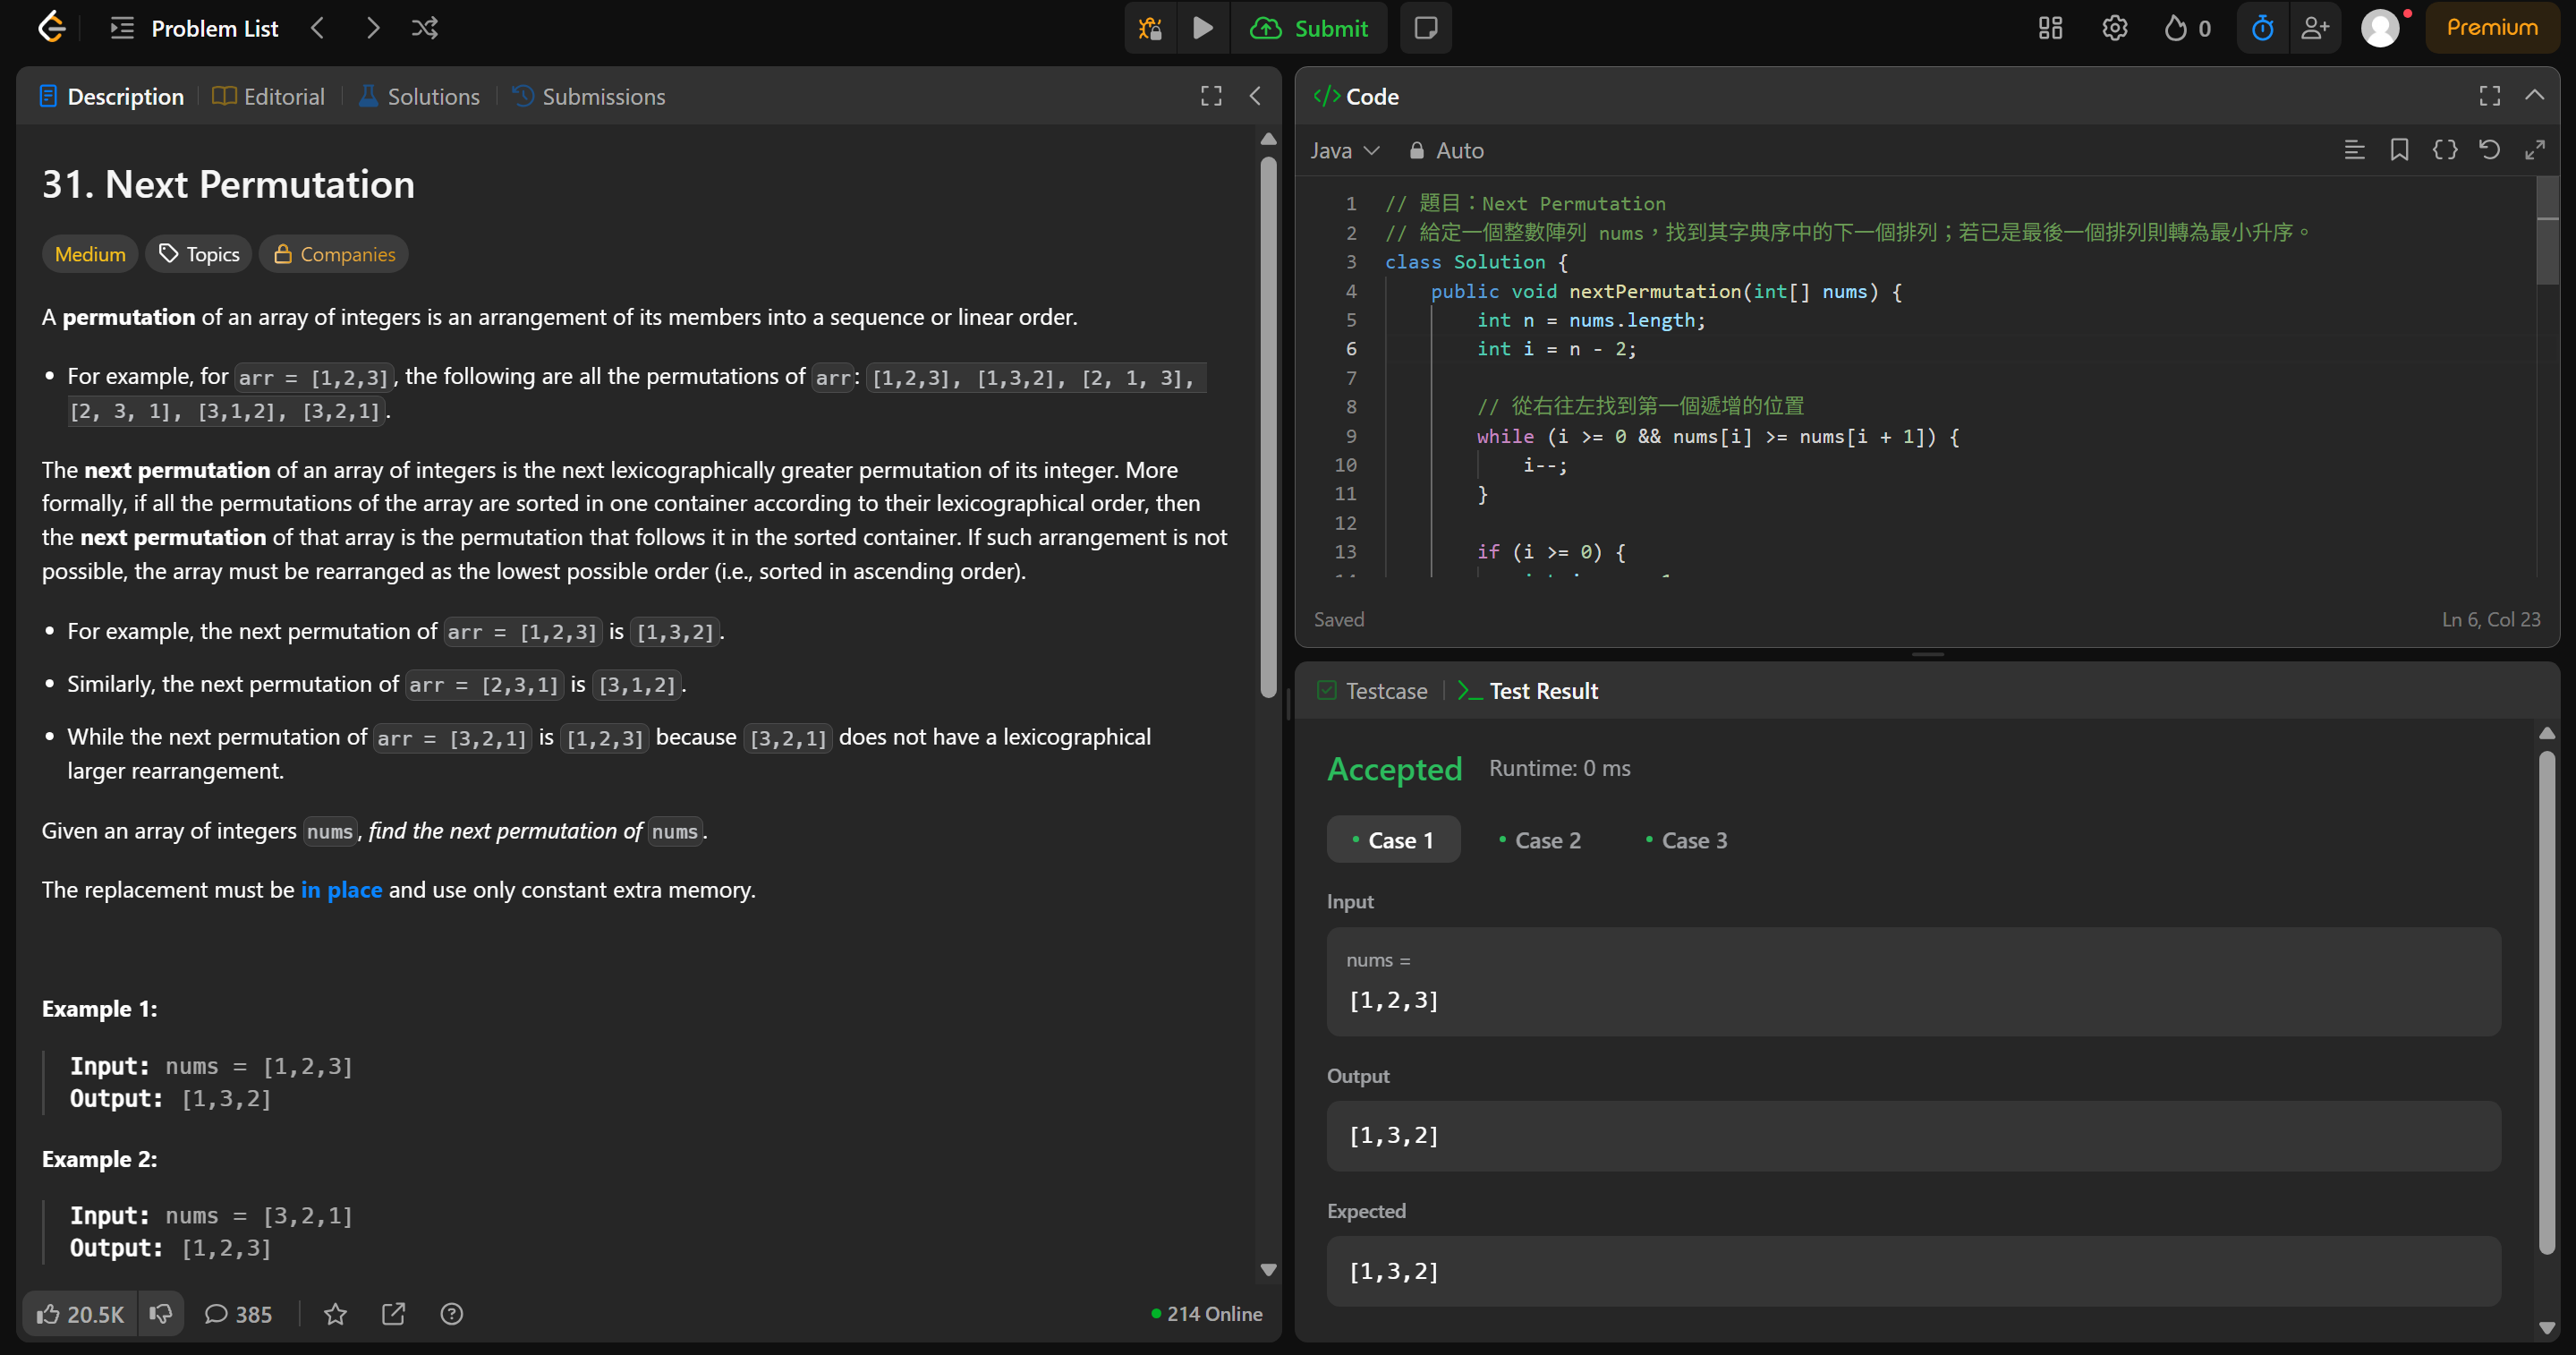 Problem List
Submit
0
Premium
Description
Editorial
Solutions
Submissions
31. Next Permutation
Medium
Topics
Companies
A permutation of an array of integers is an arrangement of its members into a sequence or linear order.
• For example, for arr = [1,2,3], the following are all the permutations of arr: [1,2,3], [1,3,2], [2, 1, 3],
[2, 3, 1], [3,1,2], [3,2,1].
The next permutation of an array of integers is the next lexicographically greater permutation of its integer. More
formally, if all the permutations of the array are sorted in one container according to their lexicographical order, then
the next permutation of that array is the permutation that follows it in the sorted container. If such arrangement is not
possible, the array must be rearranged as the lowest possible order (i.e., sorted in ascending order).
• For example, the next permutation of arr = [1,2,3] is [1,3,2].
• Similarly, the next permutation of arr = [2,3,1] is [3,1,2].
• While the next permutation of arr = [3,2,1] is [1,2,3] because [3,2,1] does not have a lexicographical
larger rearrangement.
Given an array of integers nums, find the next permutation of nums.
The replacement must be in place and use only constant extra memory.
Example 1:
Input: nums = [1,2,3]
Output: [1,3,2]
Example 2:
Input: nums = [3,2,1]
Output: [1,2,3]
20.5K
385
214 Online
</> Code
Java
Auto
1 // 題目：Next Permutation
2 // 給定一個整數陣列 nums，找到其字典序中的下一個排列；若已是最後一個排列則轉為最小升序。
3 class Solution {
4 public void nextPermutation(int[] nums) {
5 int n = nums.length;
6 int i = n - 2;
7
8 // 從右往左找到第一個遞增的位置
9 while (i >= 0 && nums[i] >= nums[i + 1]) {
10 i--;
11 }
12
13 if (i >= 0) {
Saved
Ln 6, Col 23
Testcase
Test Result
Accepted
Runtime: 0 ms
Case 1
Case 2
Case 3
Input
nums =
[1,2,3]
Output
[1,3,2]
Expected
[1,3,2]